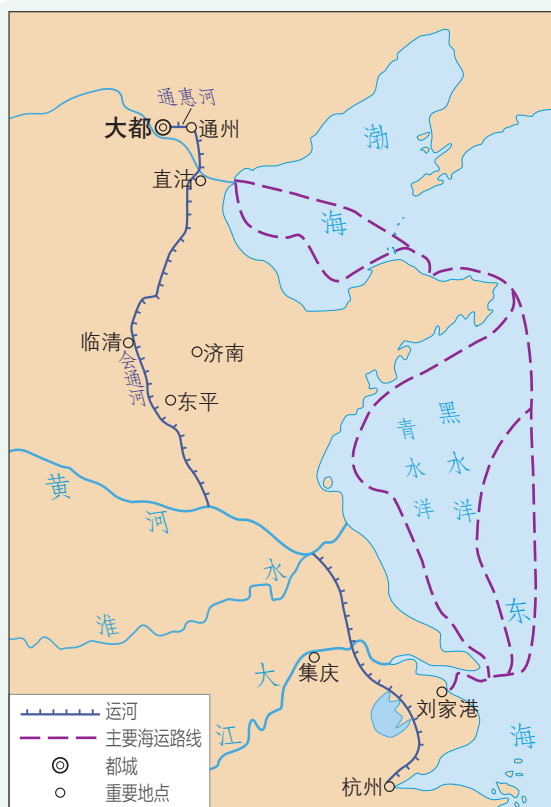 通惠河
大都
通州
直沽
渤
海
临清
会通河
济南
东平
青水洋
黑水洋
黄河
淮水
东
海
大江
集庆
刘家港
杭州
运河
主要海运路线
都城
重要地点